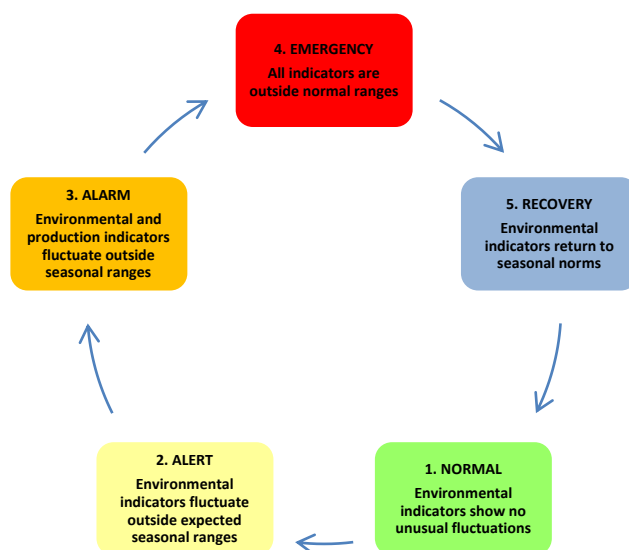 4. EMERGENCY
All indicators are
outside normal ranges
3. ALARM
Environmental and
production indicators
fluctuate outside
seasonal ranges
5. RECOVERY
Environmental
indicators return to
seasonal norms
2. ALERT
Environmental
indicators fluctuate
outside expected
seasonal ranges
1. NORMAL
Environmental
indicators show no
unusual fluctuations